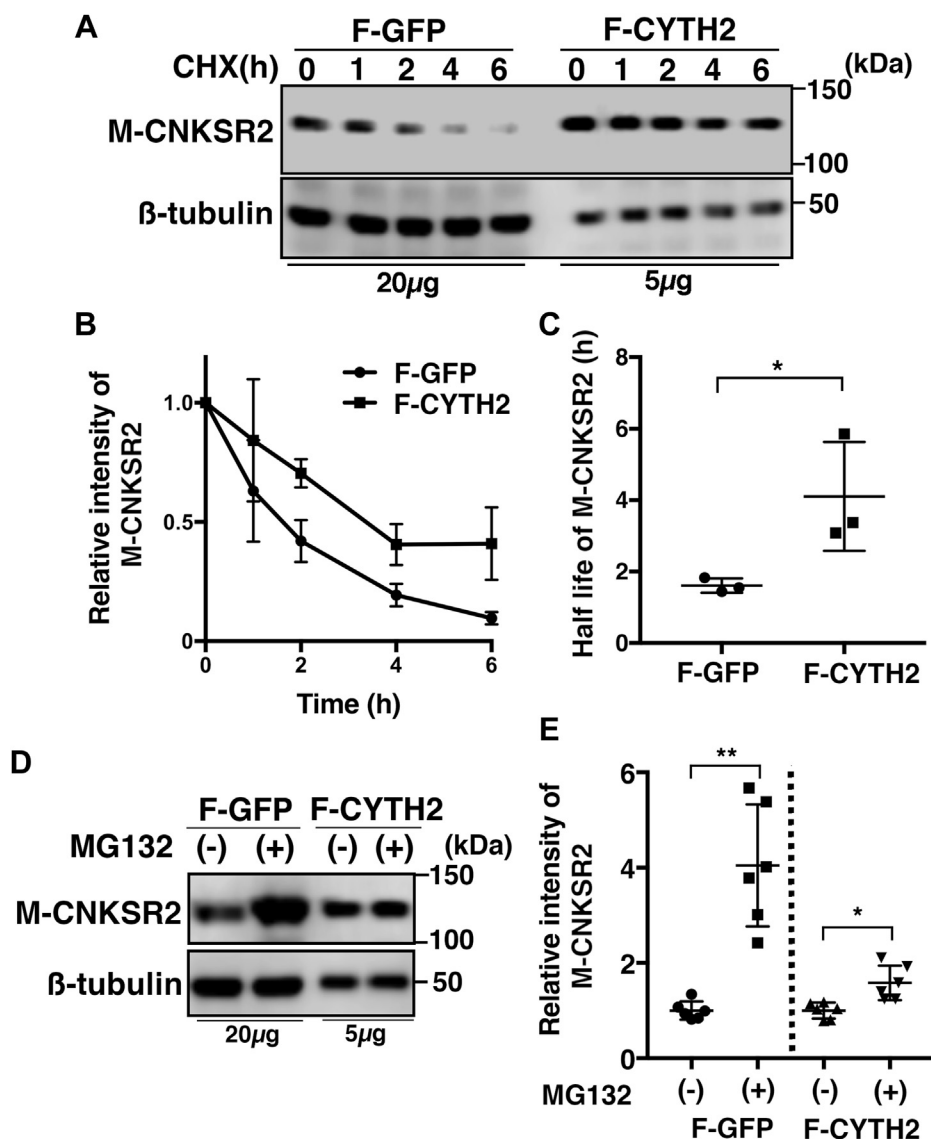 A
F-GFP F-CYTH2
CHX(h) 0 1 2 4 6 0 1 2 4 6 (kDa)
150
M-CNKSR2
100
ß-tubulin 50
20µg 5µg
B
Relative intensity of
M-CNKSR2
1.0
0.5
0
0 2 4 6
Time (h)
F-GFP
F-CYTH2
C
Half life of M-CNKSR2 (h)
8
6
4
2
0
*
F-GFP F-CYTH2
D
F-GFP F-CYTH2
MG132 (-) (+) (-) (+) (kDa)
150
M-CNKSR2
100
ß-tubulin 50
20µg 5µg
E
Relative intensity of
M-CNKSR2
6
4
2
0
**
*
MG132 (-) (+) (-) (+)
F-GFP F-CYTH2